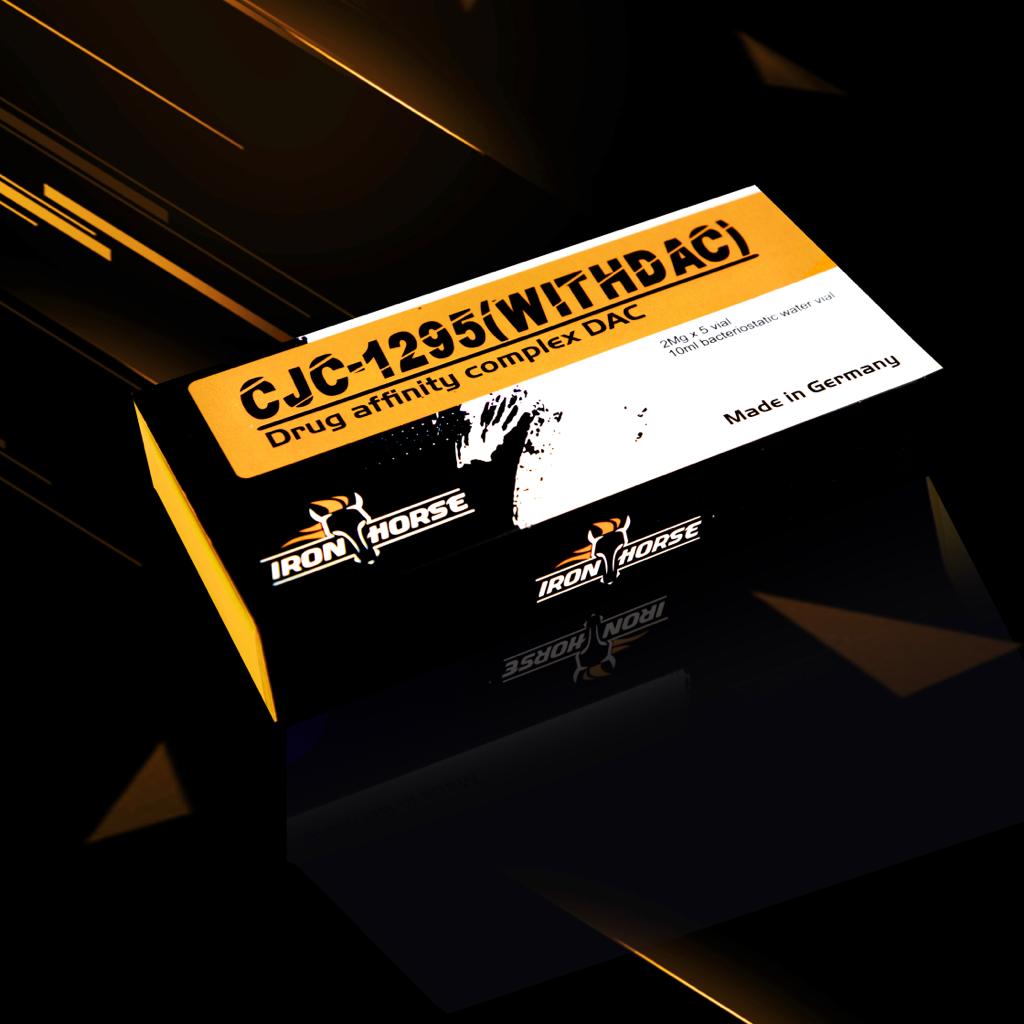 CJC-1295(WITHDAC)
Drug affinity complex DAC
2Mg x 5 vial
10ml bacteriostatic water vial
Made in Germany
IRON HORSE
IRON HORSE
IRON HORSE